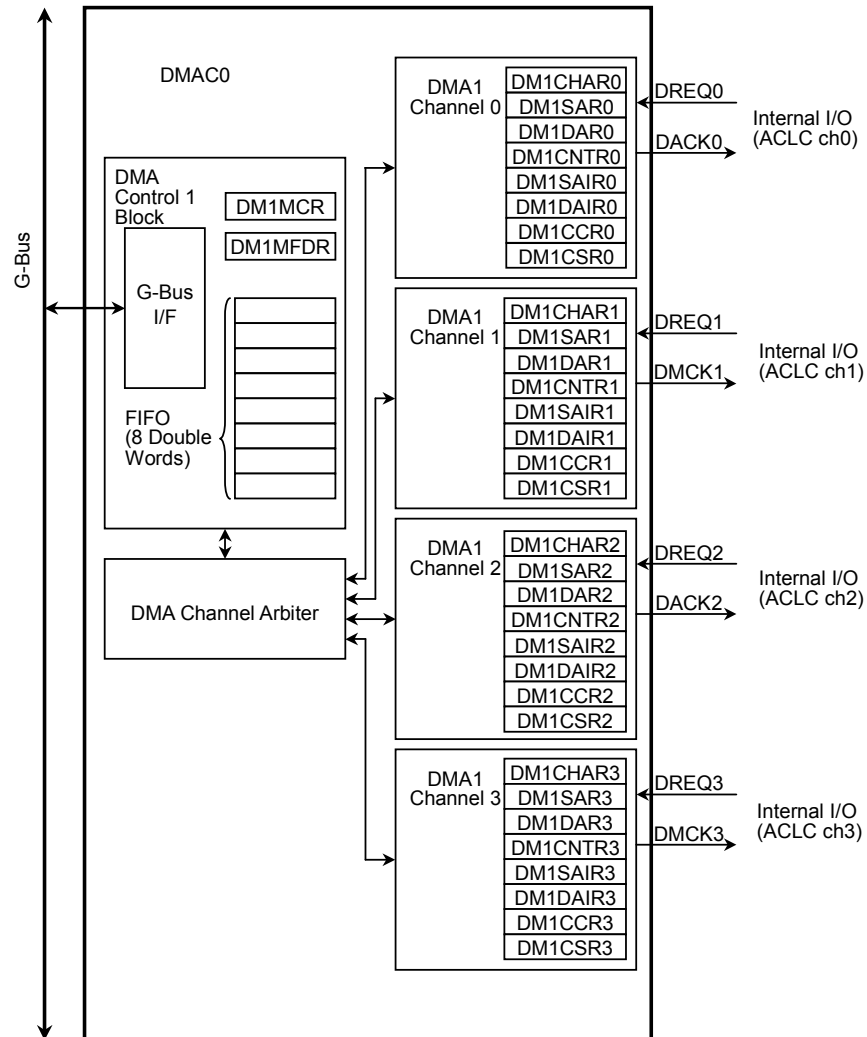 G-Bus
DMAC0
DMA
Control 1
Block
DM1MCR
DM1MFDR
G-Bus
I/F
FIFO
(8 Double
Words)
DMA Channel Arbiter
DMA1
Channel 0
DM1CHAR0
DM1SAR0
DM1DAR0
DM1CNTR0
DM1SAIR0
DM1DAIR0
DM1CCR0
DM1CSR0
DREQ0
DACK0
Internal I/O
(ACLC ch0)
DMA1
Channel 1
DM1CHAR1
DM1SAR1
DM1DAR1
DM1CNTR1
DM1SAIR1
DM1DAIR1
DM1CCR1
DM1CSR1
DREQ1
DMCK1
Internal I/O
(ACLC ch1)
DMA1
Channel 2
DM1CHAR2
DM1SAR2
DM1DAR2
DM1CNTR2
DM1SAIR2
DM1DAIR2
DM1CCR2
DM1CSR2
DREQ2
DACK2
Internal I/O
(ACLC ch2)
DMA1
Channel 3
DM1CHAR3
DM1SAR3
DM1DAR3
DM1CNTR3
DM1SAIR3
DM1DAIR3
DM1CCR3
DM1CSR3
DREQ3
DMCK3
Internal I/O
(ACLC ch3)